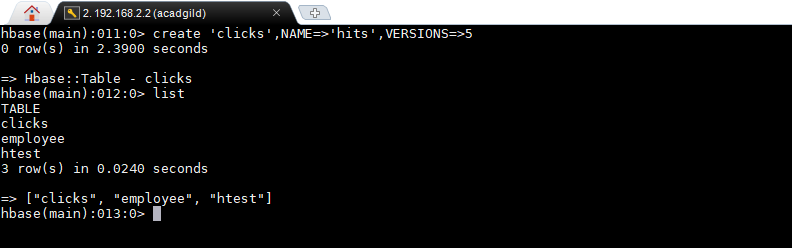 2. 192.168.2.2 (acadgild)
hbase(main):011:0> create 'clicks',NAME=>'hits',VERSIONS=>5
0 row(s) in 2.3900 seconds
=> Hbase::Table - clicks
hbase(main):012:0> list
TABLE
clicks
employee
htest
3 row(s) in 0.0240 seconds
=> ["clicks", "employee", "htest"]
hbase(main):013:0>